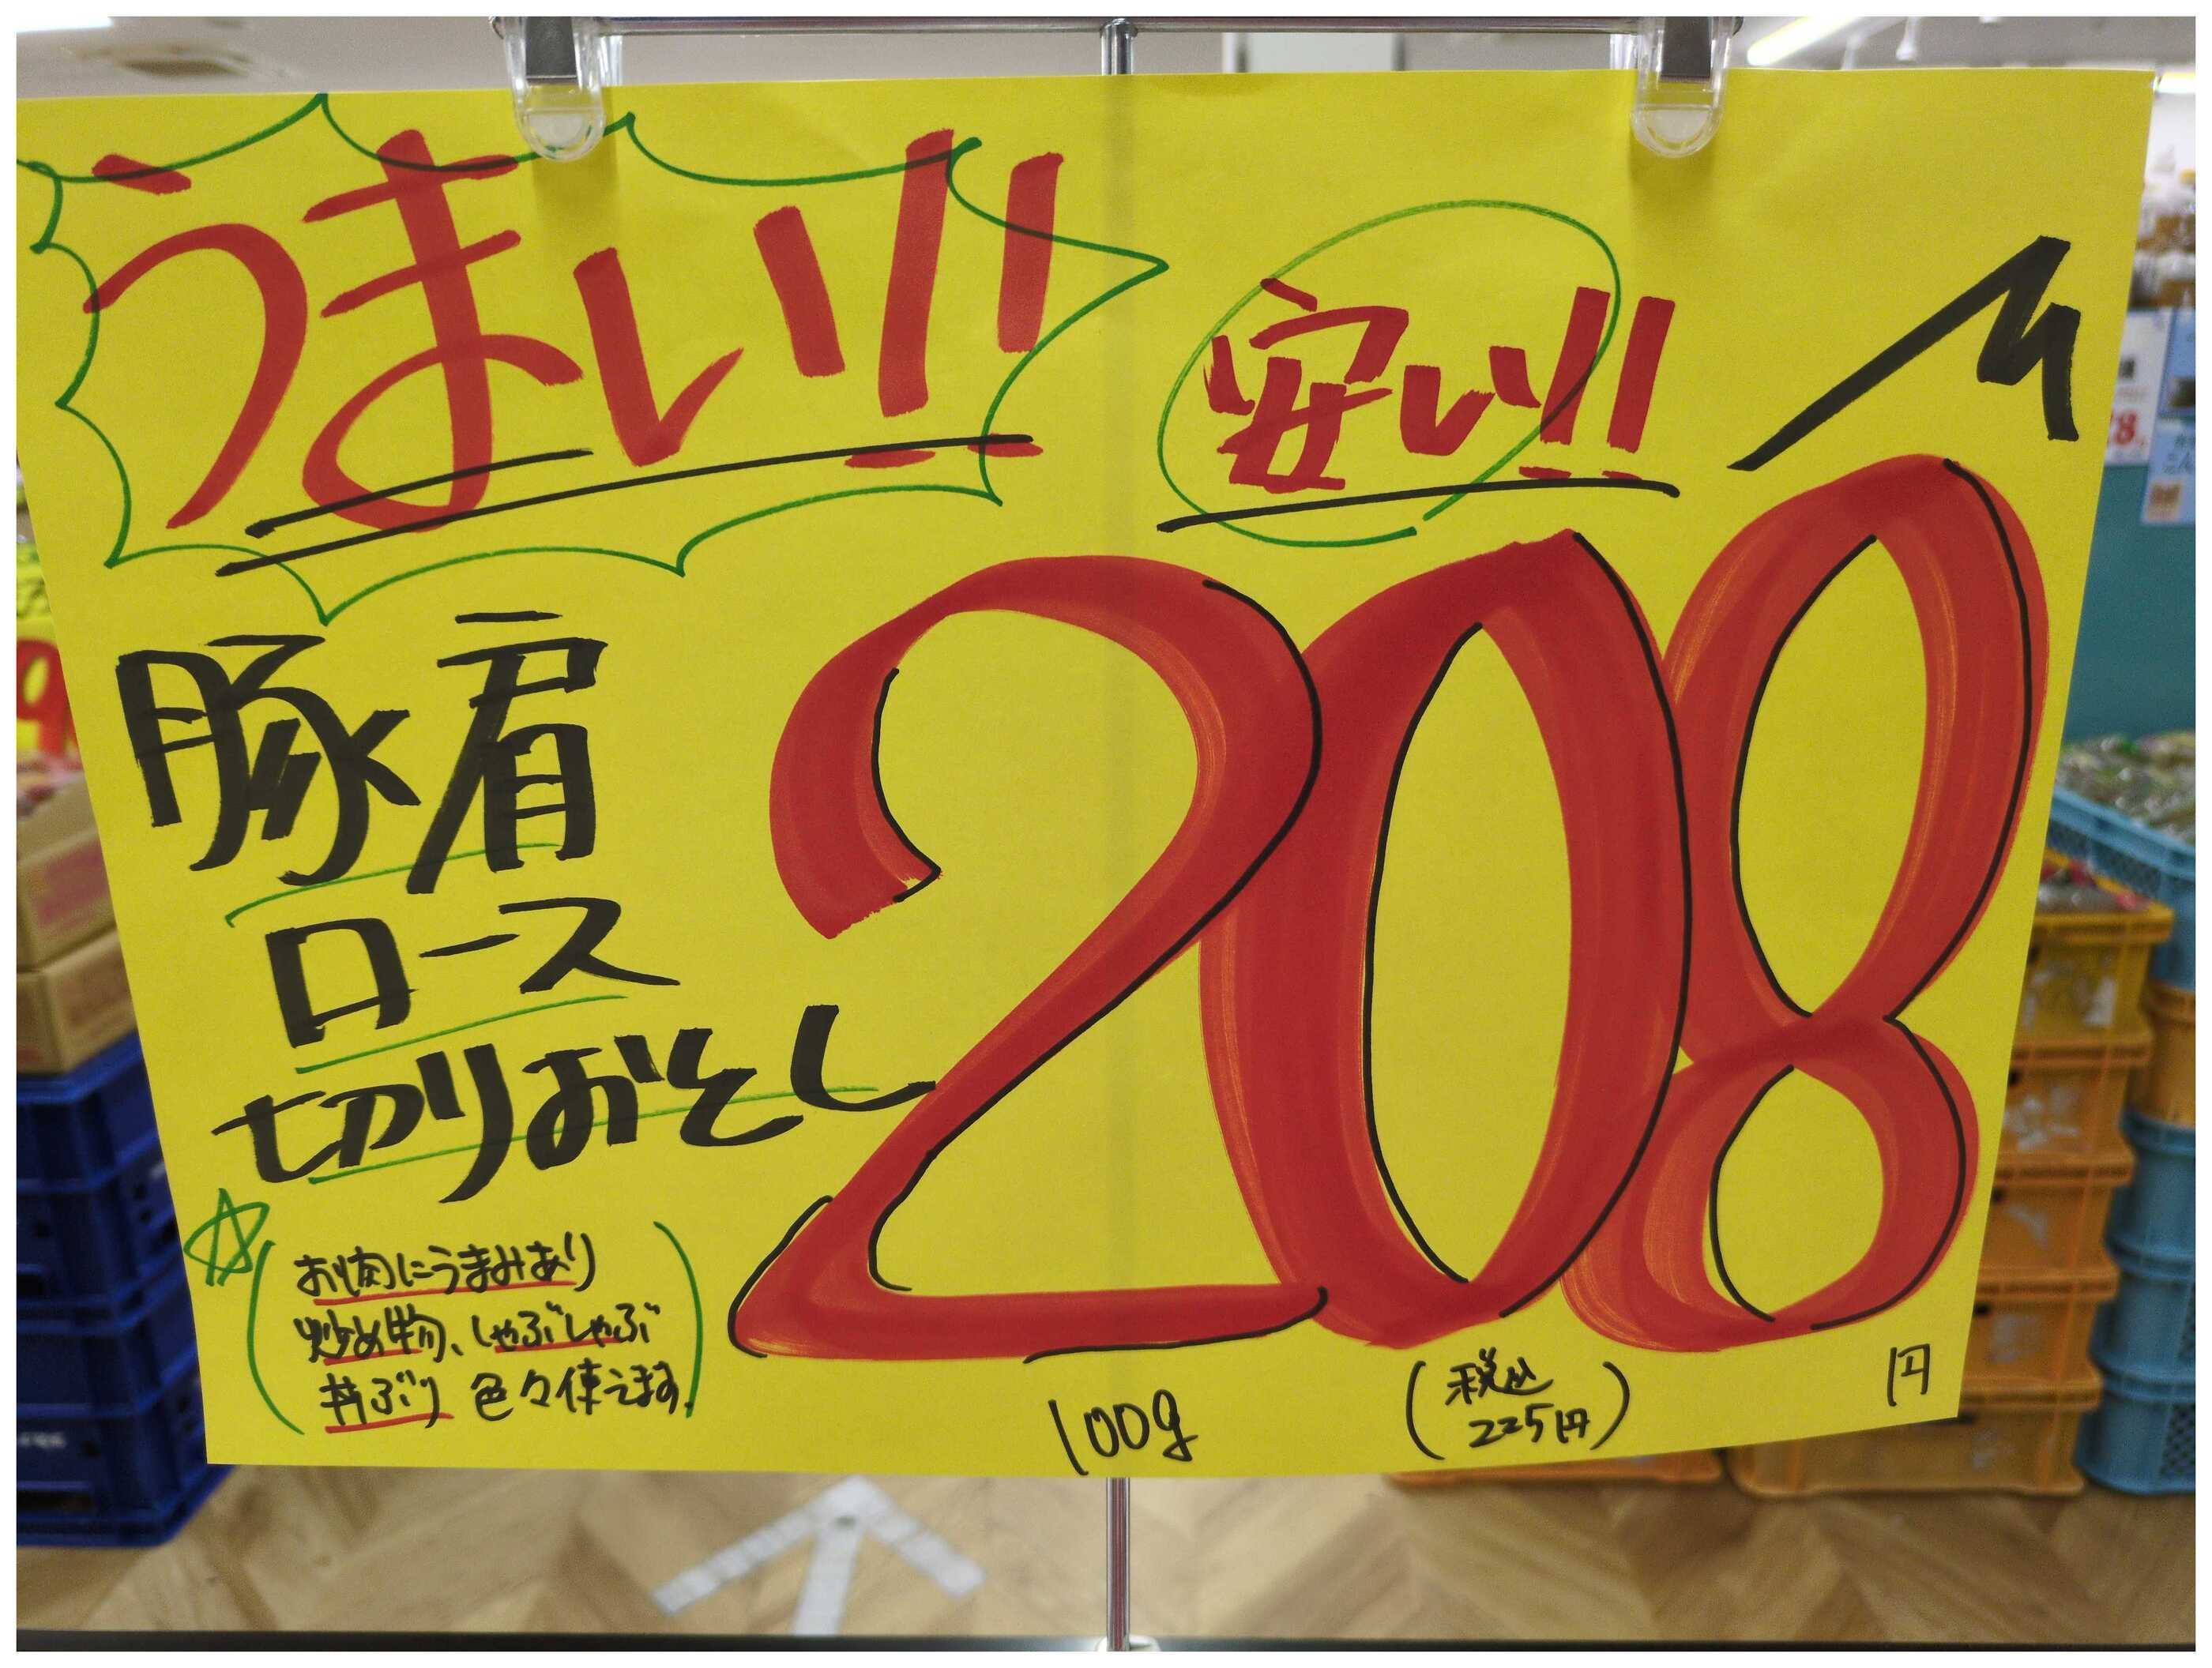 うまい!!
安い!!
豚肩
ロース
切りおとし
208
円
お肉にうまみあり
炒め物、しゃぶしゃぶ
丼ぶり 色々使えます
100g
(税込
225円)